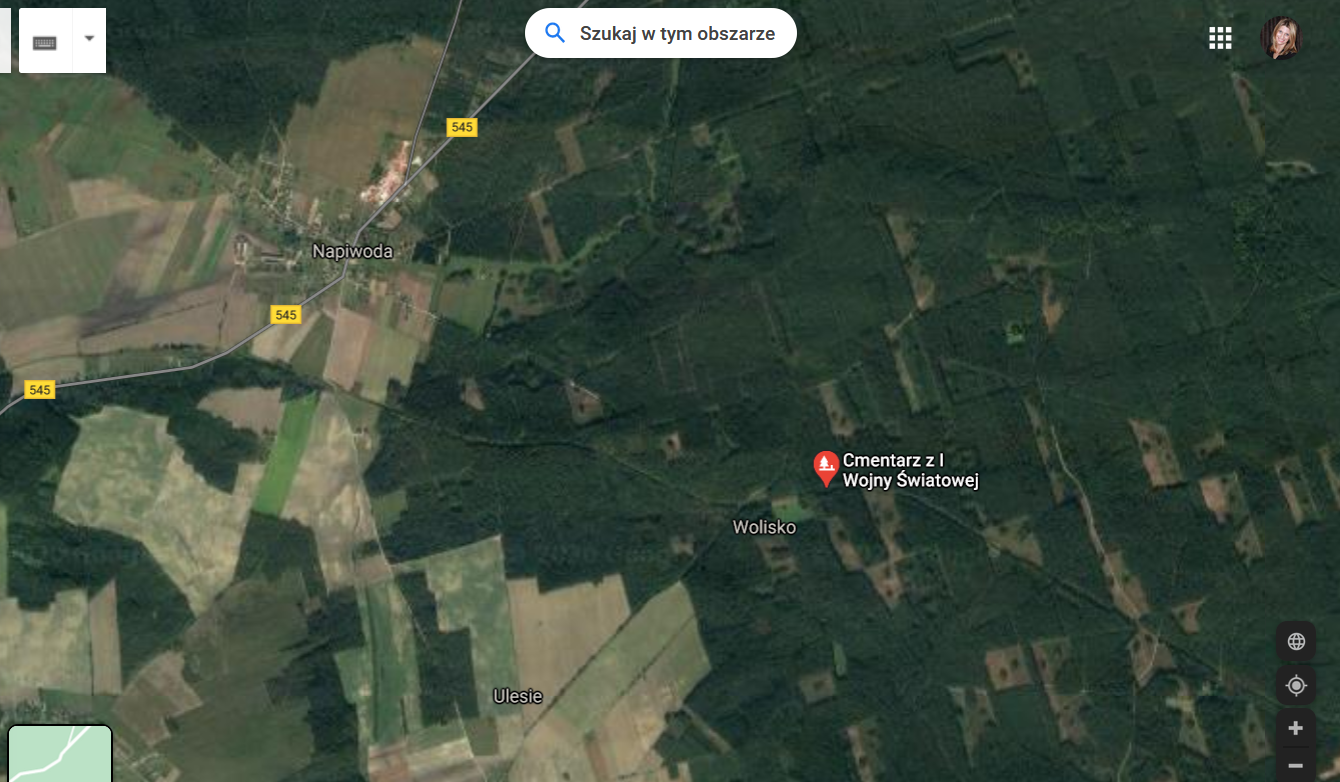 Szukaj w tym obszarze
545
Napiwoda
545
545
Cmentarz z I
Wojny Światowej
Wolisko
Ulesie